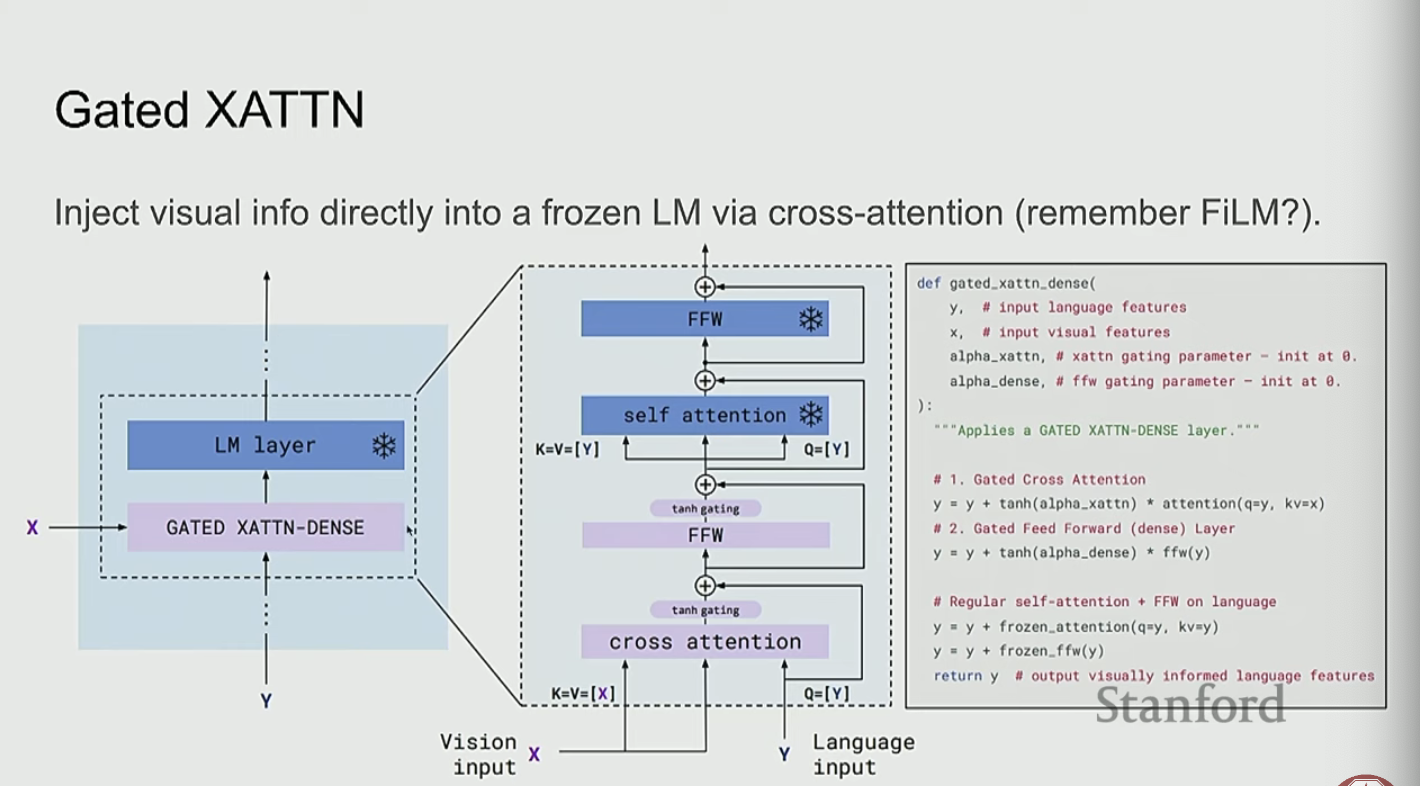 Gated XATTN
Inject visual info directly into a frozen LM via cross-attention (remember FiLM?).
LM layer
X
GATED XATTN-DENSE
Y
FFW
self attention
K=V=[Y]
Q=[Y]
tanh gating
FFW
tanh gating
cross attention
K=V=[X]
Q=[Y]
Vision
input
X
Y
Language
input
def gated_xattn_dense(
y, # input language features
x, # input visual features
alpha_xattn, # xattn gating parameter – init at 0.
alpha_dense, # ffw gating parameter – init at 0.
):
"""Applies a GATED XATTN-DENSE layer."""
# 1. Gated Cross Attention
y = y + tanh(alpha_xattn) * attention(q=y, kv=x)
# 2. Gated Feed Forward (dense) Layer
y = y + tanh(alpha_dense) * ffw(y)
# Regular self-attention + FFW on language
y = y + frozen_attention(q=y, kv=y)
y = y + frozen_ffw(y)
return y # output visually informed language features
Stanford